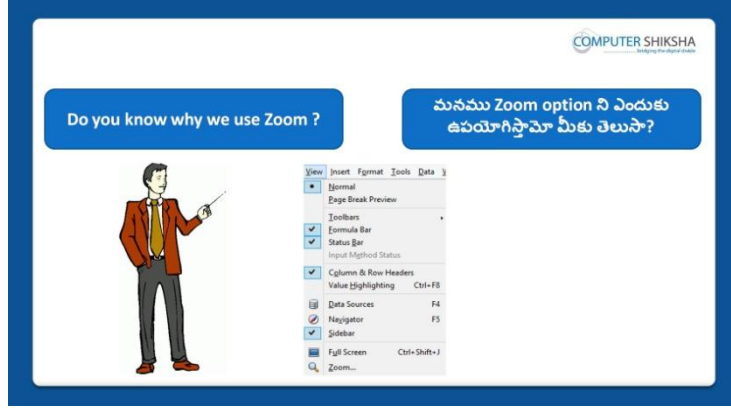 COMPUTER SHIKSHA
Bridging the digital divide
Do you know why we use Zoom ?
మనము Zoom option ని ఎందుకు
ఉపయోగిస్తామో మీకు తెలుసా?
View Insert Format Tools Data
Normal
Page Break Preview
Toolbars
Formula Bar
Status Bar
Input Method Status
Column & Row Headers
Value Highlighting Ctrl+F8
Data Sources F4
Navigator F5
Sidebar
Full Screen Ctrl+Shift+J
Zoom...